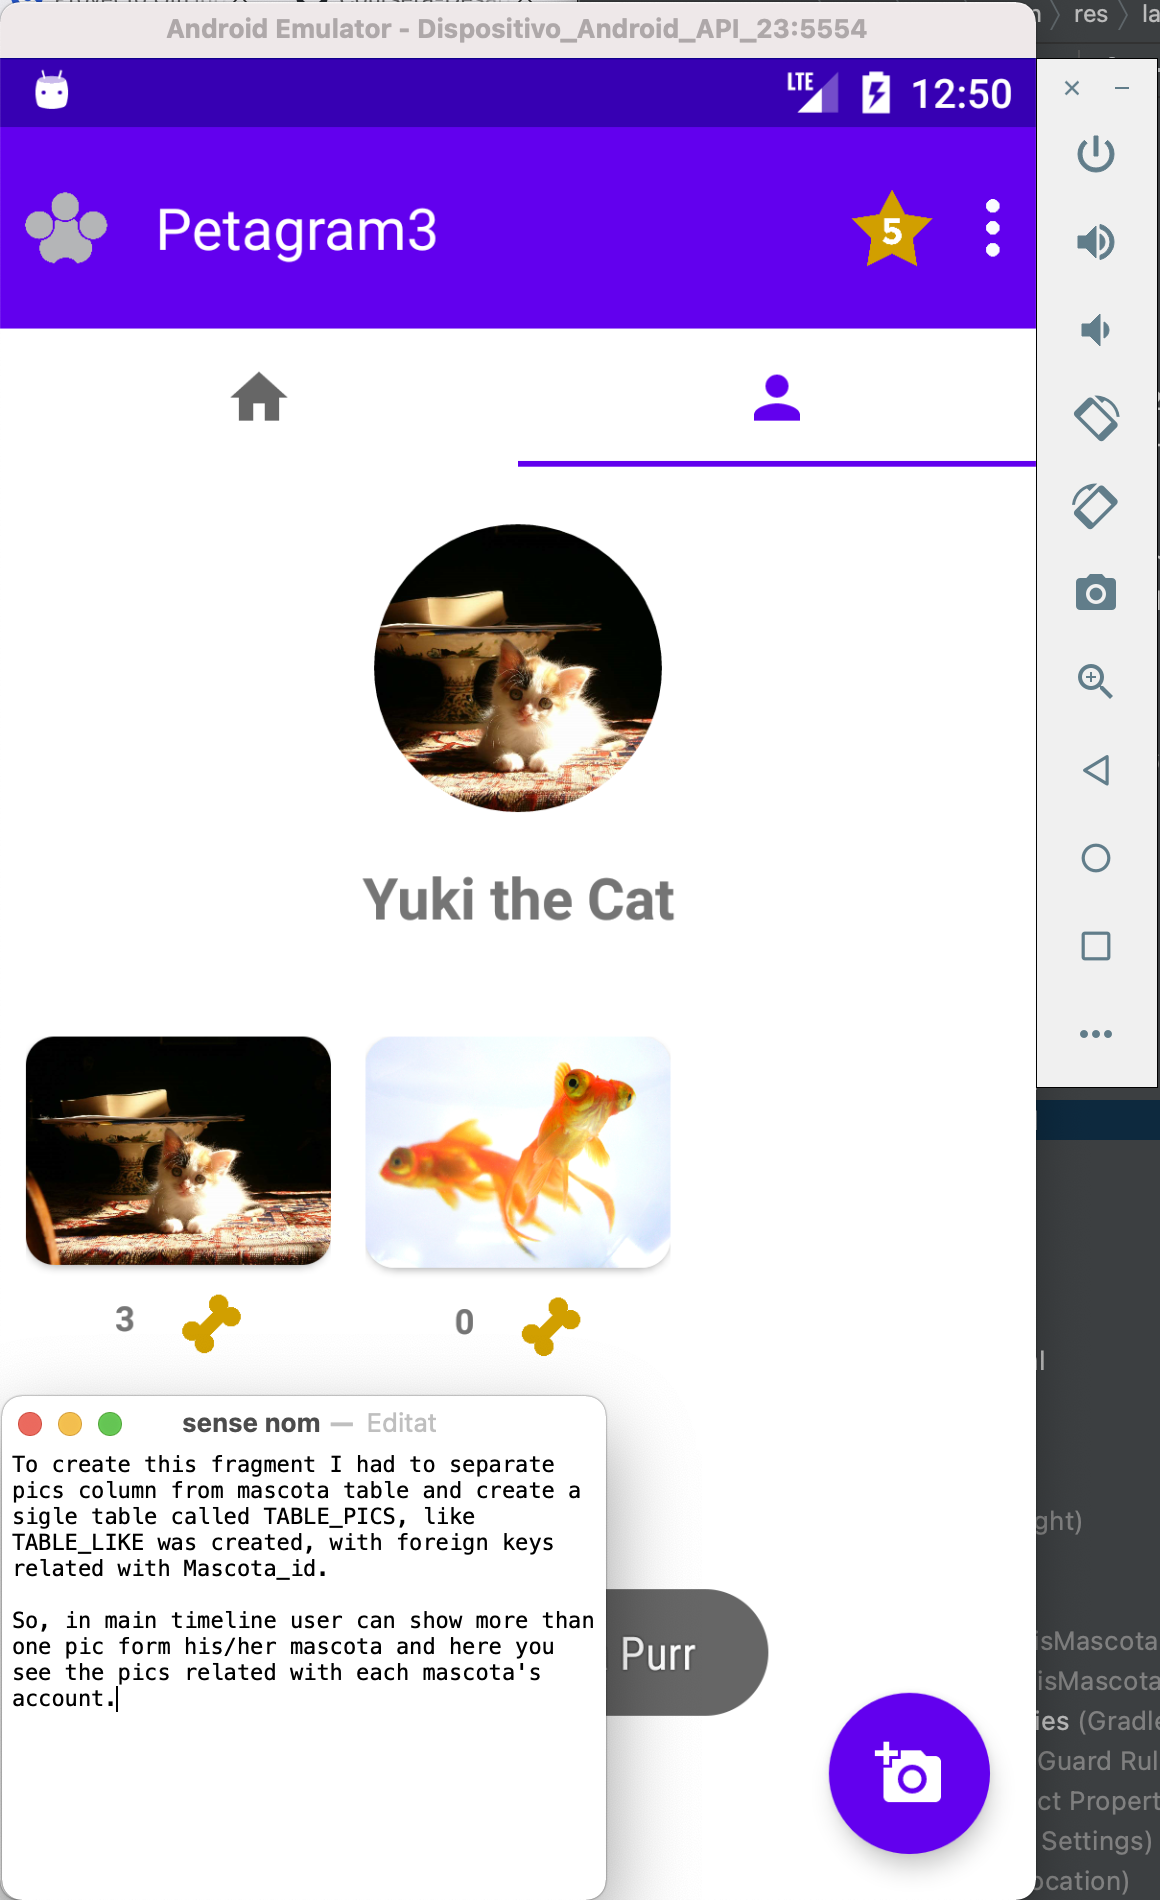 Android Emulator - Dispositivo_Android_API_23:5554
res
la
LTE
12:50
Petagram3
5
Yuki the Cat
3
0
sense nom — Editat
To create this fragment I had to separate
pics column from mascota table and create a
sigle table called TABLE_PICS, like
TABLE_LIKE was created, with foreign keys
related with Mascota_id.
So, in main timeline user can show more than
one pic form his/her mascota and here you
see the pics related with each mascota's
account.
Purr
ght)
isMascota
isMascota
ies (Gradle
Guard Rul
ct Propert
Settings)
ocation)